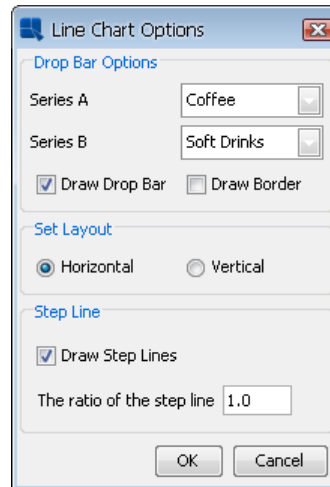 Line Chart Options
Drop Bar Options
Series A Coffee
Series B Soft Drinks
Draw Drop Bar Draw Border
Set Layout
Horizontal Vertical
Step Line
Draw Step Lines
The ratio of the step line 1.0
OK Cancel